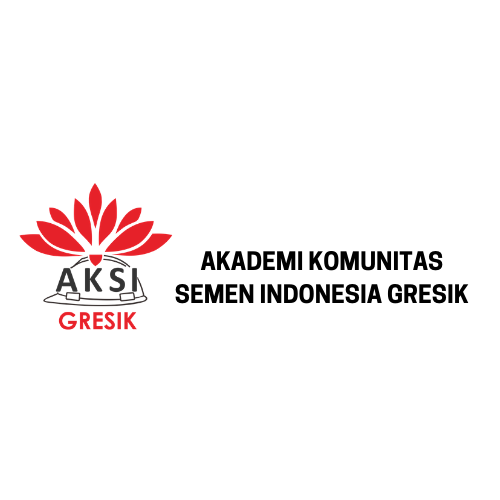 AKSI
GRESIK
AKADEMI KOMUNITAS
SEMEN INDONESIA GRESIK